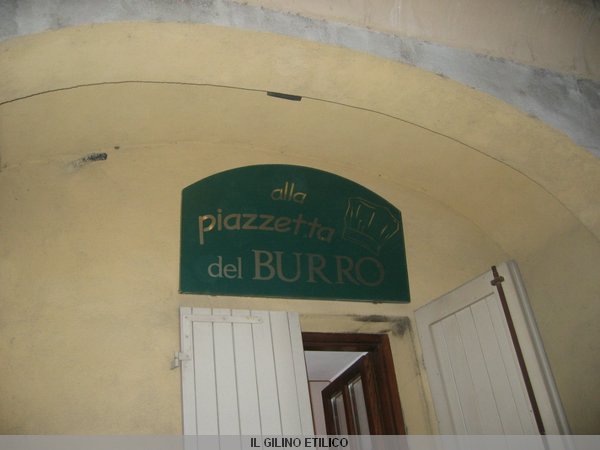 alla
piazzetta
del BURRO
IL GILINO ETILICO